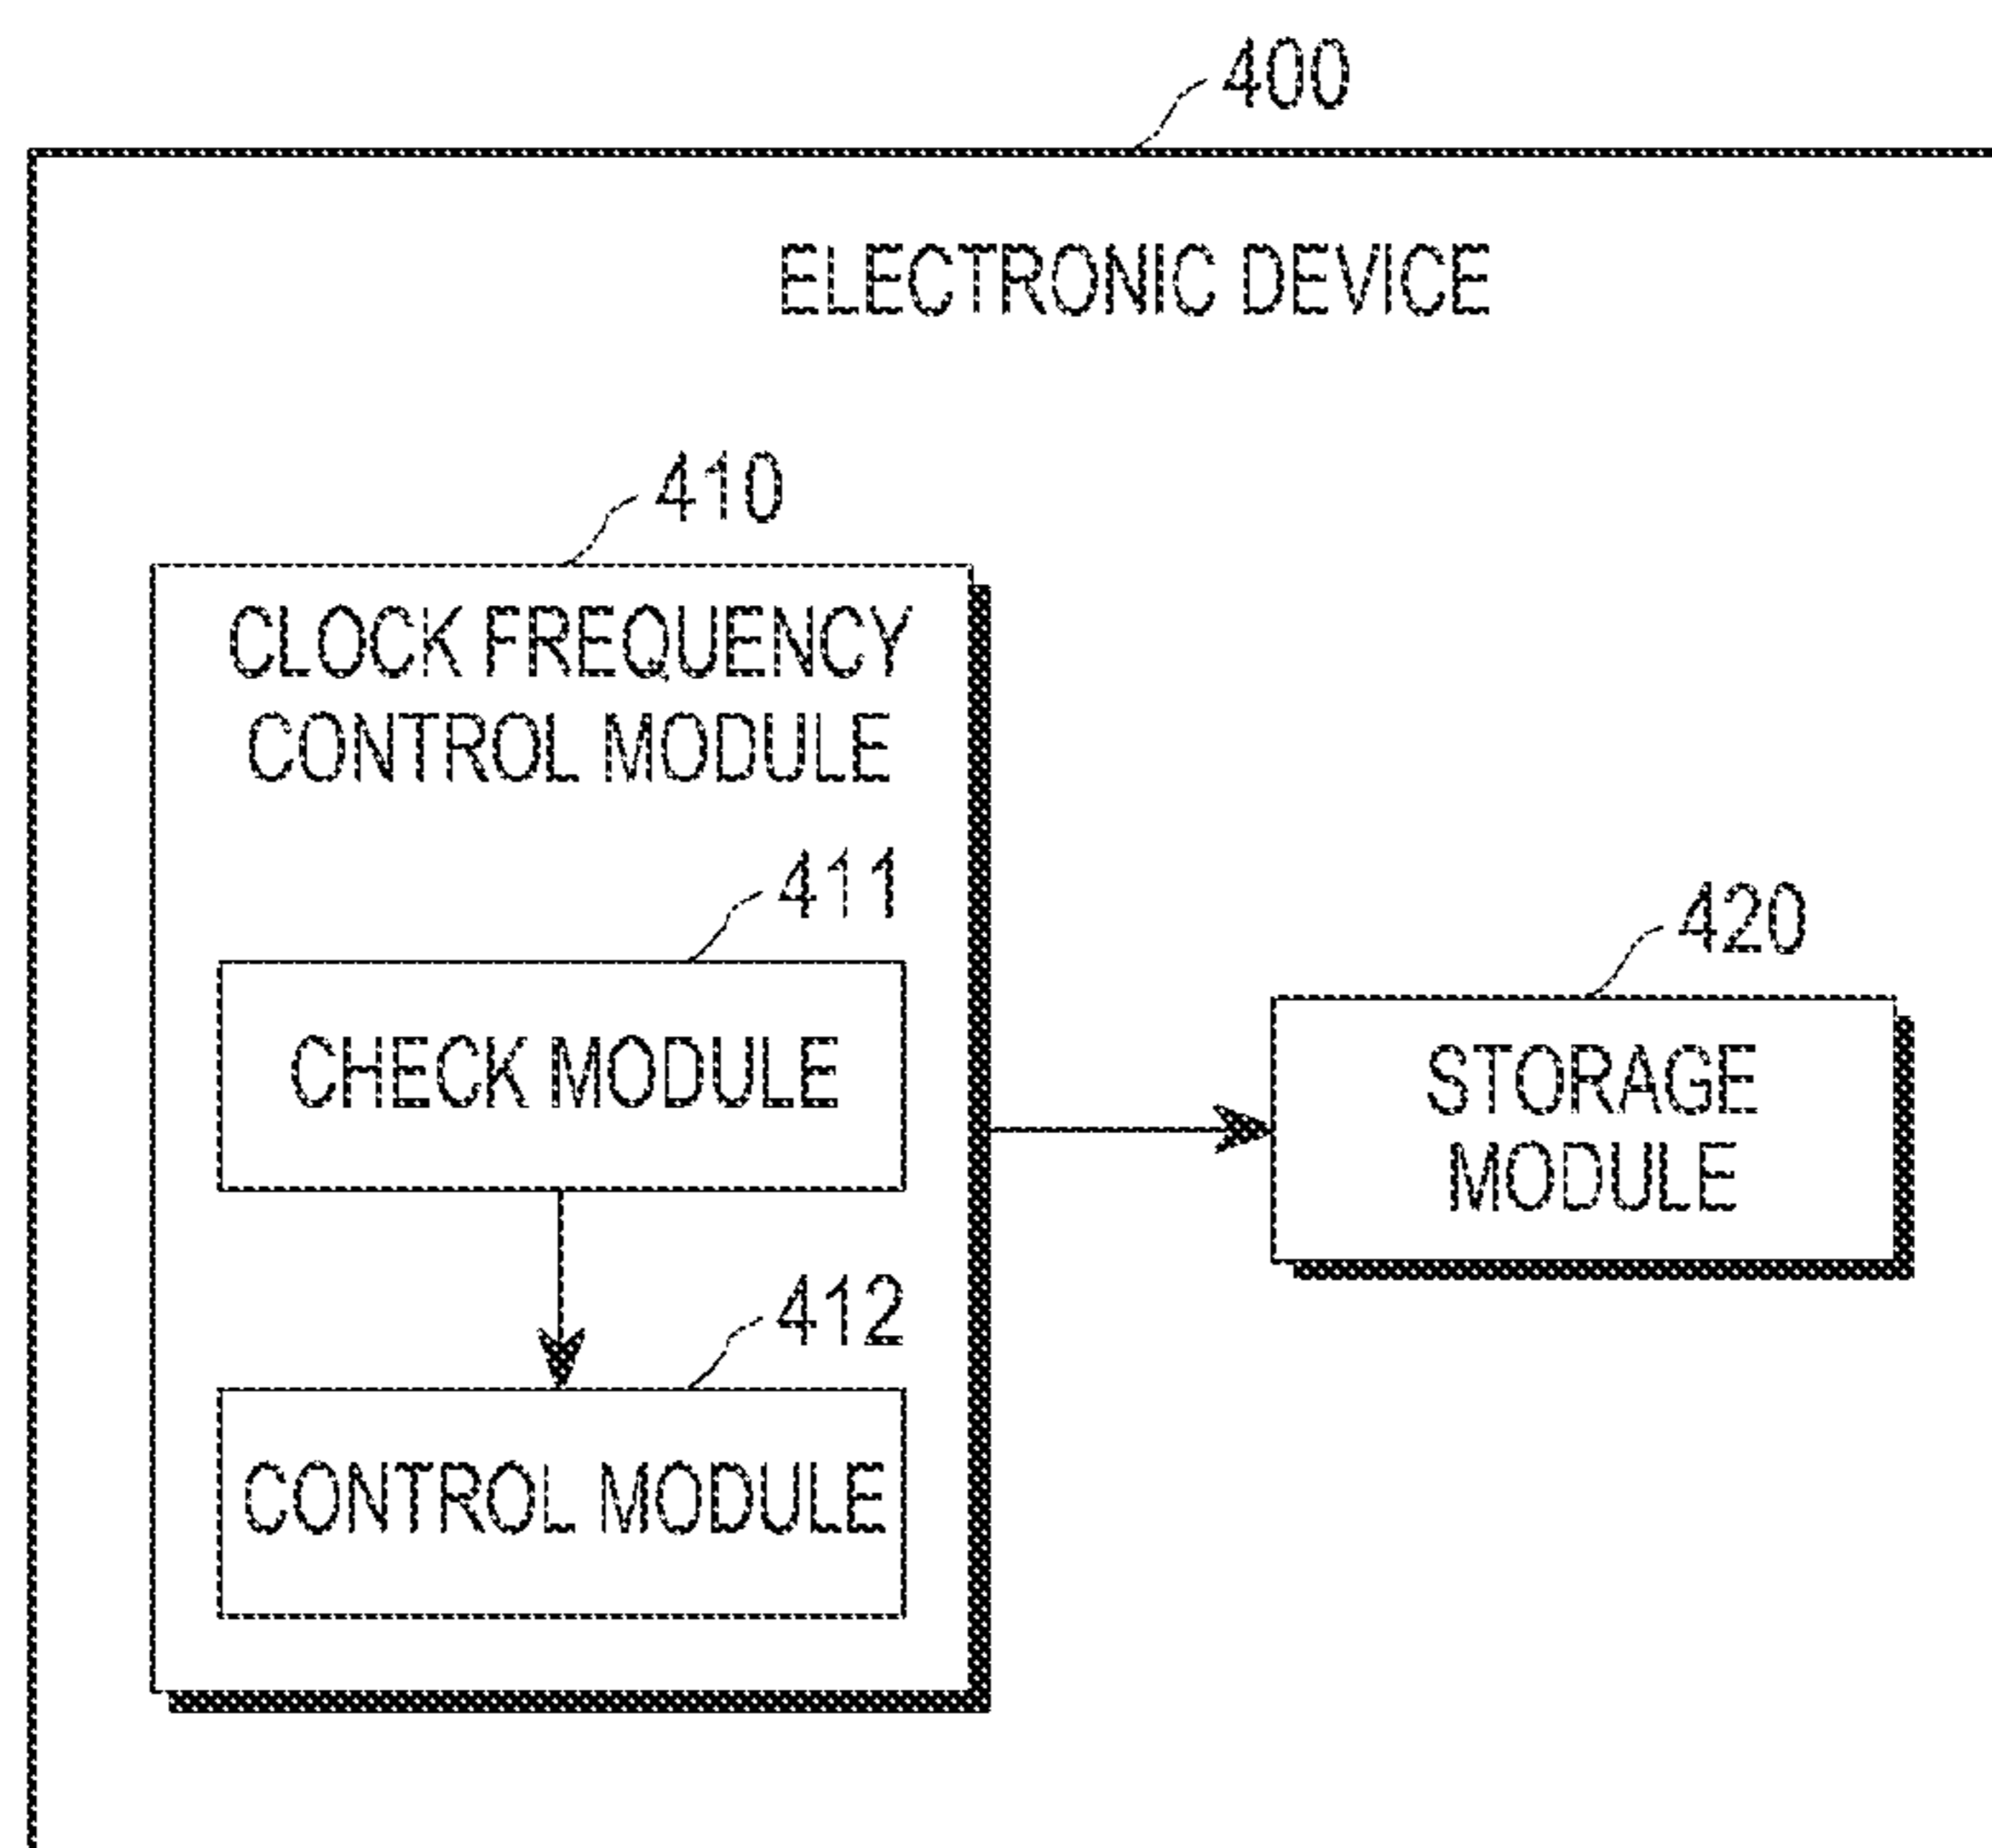 400
ELECTRONIC DEVICE
410
CLOCK FREQUENCY
CONTROL MODULE
411
CHECK MODULE
412
CONTROL MODULE
420
STORAGE
MODULE